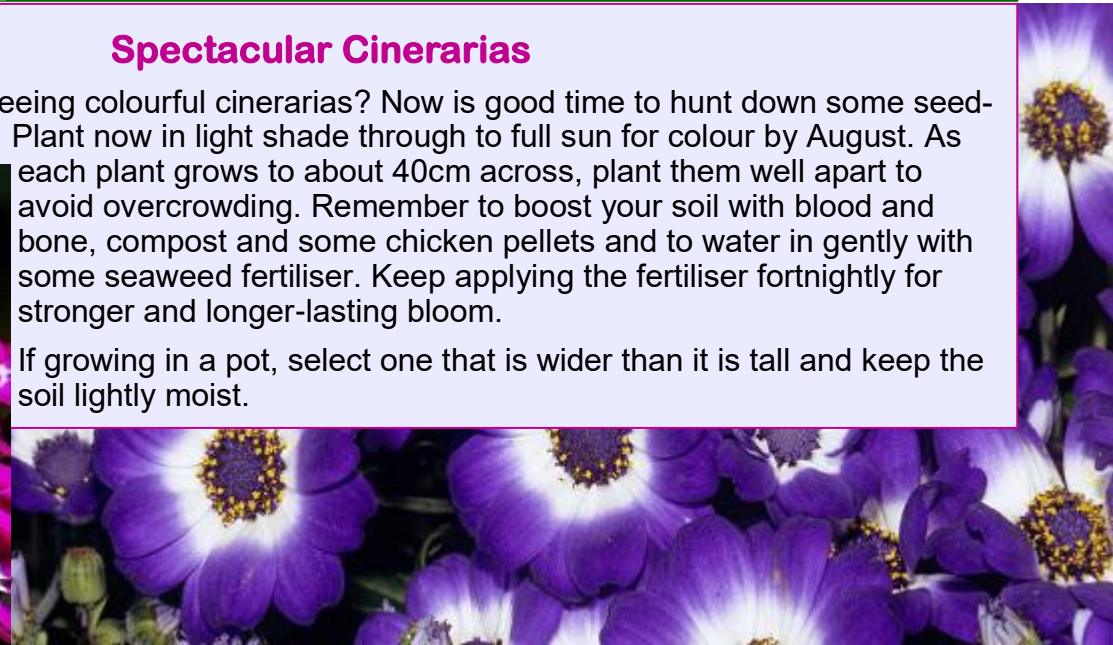 Spectacular Cinerarias
eeing colourful cinerarias? Now is good time to hunt down some seed-
Plant now in light shade through to full sun for colour by August. As
each plant grows to about 40cm across, plant them well apart to
avoid overcrowding. Remember to boost your soil with blood and
bone, compost and some chicken pellets and to water in gently with
some seaweed fertiliser. Keep applying the fertiliser fortnightly for
stronger and longer-lasting bloom.
If growing in a pot, select one that is wider than it is tall and keep the
soil lightly moist.